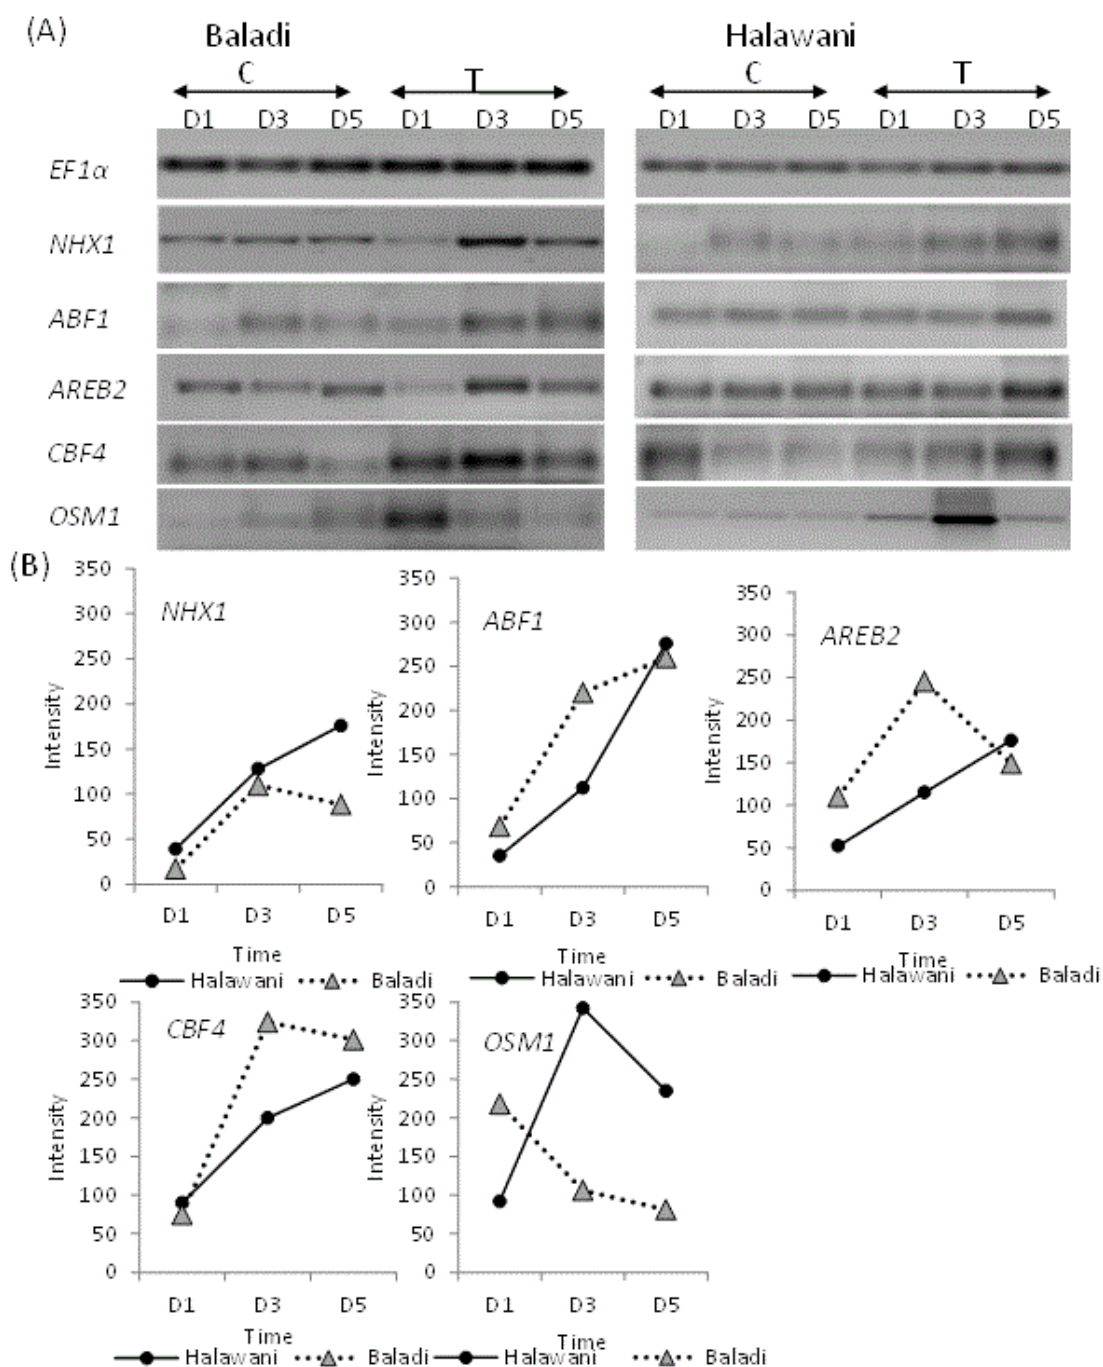 (A)
Baladi Halawani
C T C T
D1 D3 D5 D1 D3 D5 D1 D3 D5 D1 D3 D5
EF1α
NHX1
ABF1
AREB2
CBF4
OSM1
(B)
NHX1
350
300
250
200
150
100
50
0
Intensity
D1 D3 D5
Time
Halawani Baladi
ABF1
350
300
250
200
150
100
50
0
Intensity
D1 D3 D5
Halawani Baladi
AREB2
350
300
250
200
150
100
50
0
Intensity
D1 D3 D5
Time
Halawani Baladi
CBF4
350
300
250
200
150
100
50
0
Intensity
D1 D3 D5
Time
Halawani Baladi
OSM1
350
300
250
200
150
100
50
0
Intensity
D1 D3 D5
Time
Halawani Baladi